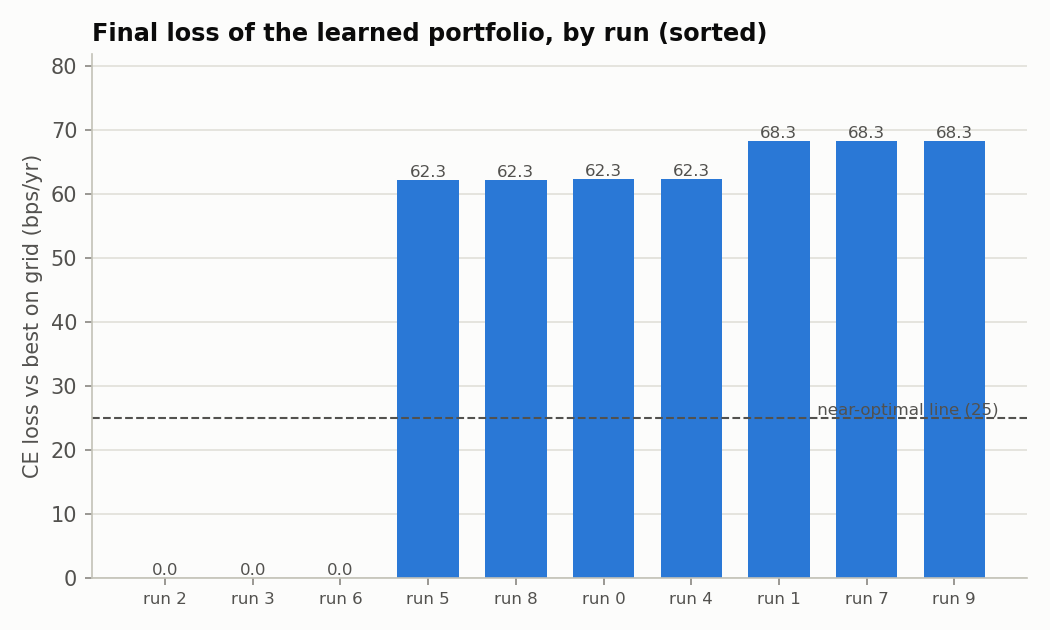 Final loss of the learned portfolio, by run (sorted)
CE loss vs best on grid (bps/yr)
80
70
60
50
40
30
20
10
0
0.0
0.0
0.0
62.3
62.3
62.3
62.3
68.3
68.3
68.3
near-optimal line (25)
run 2
run 3
run 6
run 5
run 8
run 0
run 4
run 1
run 7
run 9